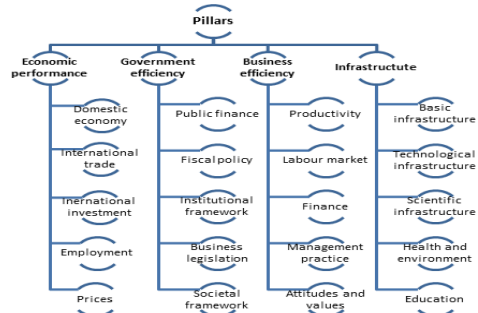 Pillars
Economic
performance
Government
efficiency
Business
efficiency
Infrastructute
Domestic
economy
Public finance
Productivity
Basic
infrastructure
International
trade
Fiscal policy
Labour market
Technological
infrastructure
Inernational
investment
Institutional
framework
Finance
Scientific
infrastructure
Employment
Business
legislation
Management
practice
Health and
environment
Prices
Societal
framework
Attitudes and
values
Education